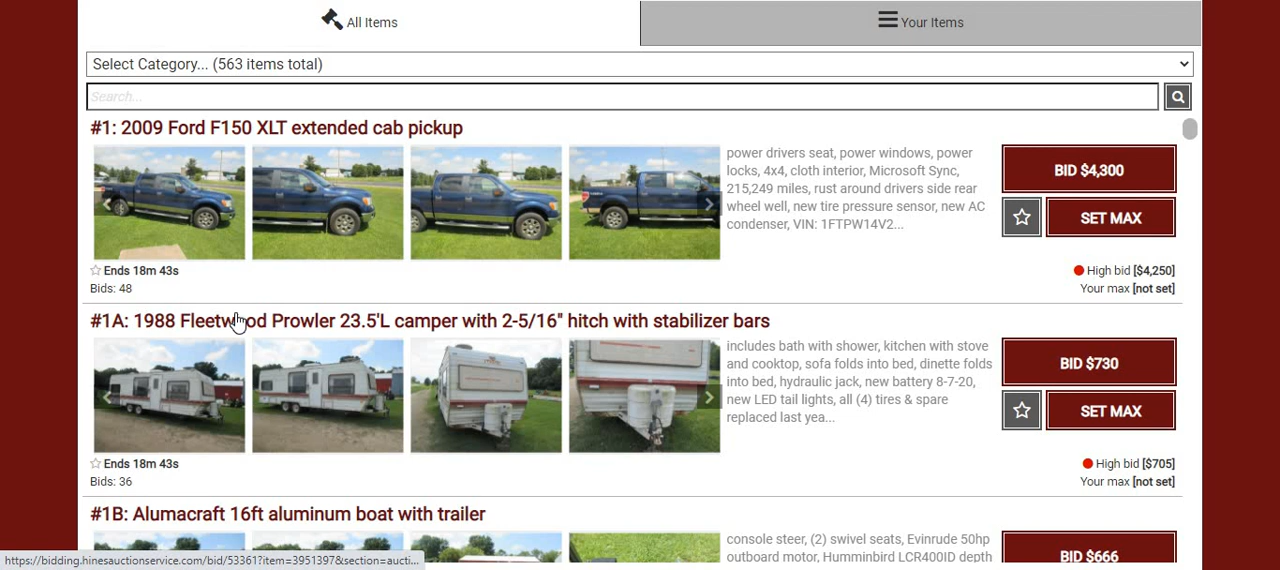 All Items
Your Items
Select Category... (563 items total)
Search...
#1: 2009 Ford F150 XLT extended cab pickup
power drivers seat, power windows, power
locks, 4x4, cloth interior, Microsoft Sync,
215,249 miles, rust around drivers side rear
wheel well, new tire pressure sensor, new AC
condenser, VIN: 1FTPW14V2...
BID $4,300
SET MAX
Ends 18m 43s
Bids: 48
High bid [$4,250]
Your max [not set]
#1A: 1988 Fleetwood Prowler 23.5'L camper with 2-5/16" hitch with stabilizer bars
includes bath with shower, kitchen with stove
and cooktop, sofa folds into bed, dinette folds
into bed, hydraulic jack, new battery 8-7-20,
new LED tail lights, all (4) tires & spare
replaced last yea...
BID $730
SET MAX
Ends 18m 43s
Bids: 36
High bid [$705]
Your max [not set]
#1B: Alumacraft 16ft aluminum boat with trailer
console steer, (2) swivel seats, Evinrude 50hp
outboard motor, Humminbird LCR400ID depth
BID $666
https://bidding.hinesauctionservice.com/bid/53361?item=3951397&section=aucti...